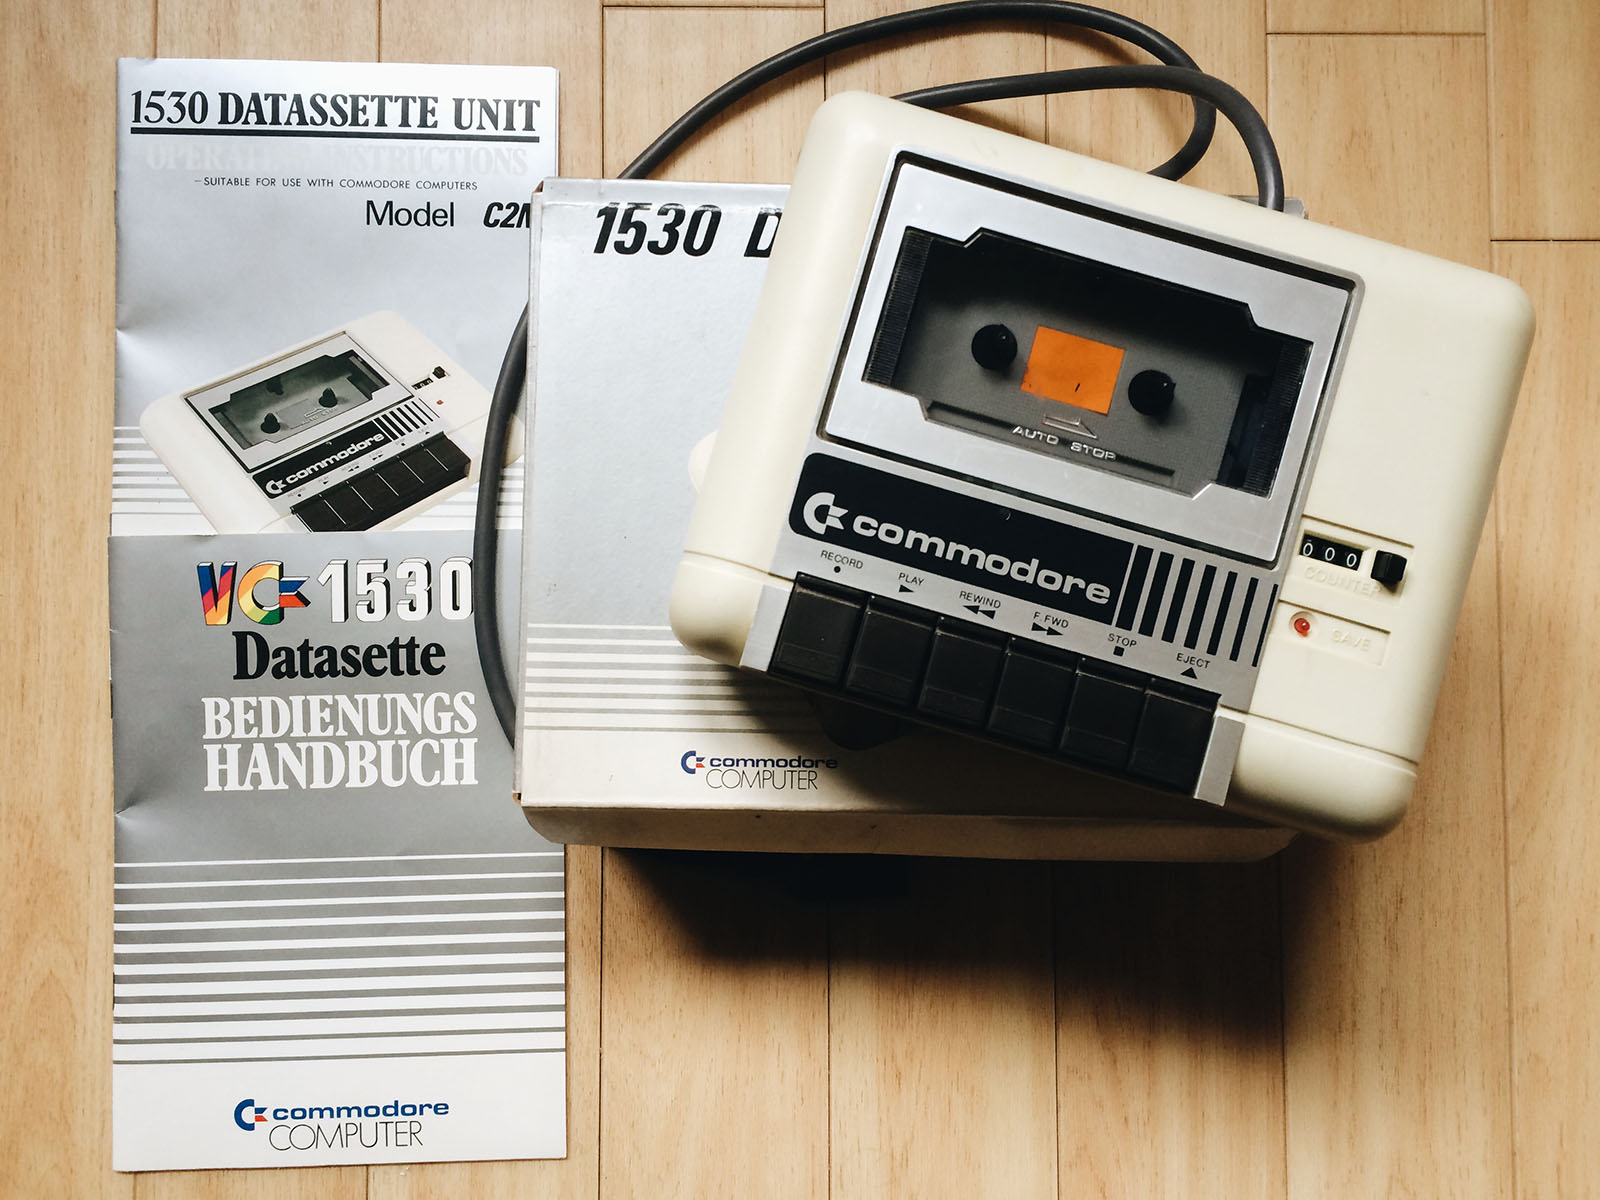 1530 DATASSETTE UNIT
OPERATING INSTRUCTIONS
—SUITABLE FOR USE WITH COMMODORE COMPUTERS
Model C2N
commodore
VC-1530
Datasette
BEDIENUNGS
HANDBUCH
commodore
COMPUTER
1530 D
commodore
COMPUTER
AUTO STOP
commodore
RECORD
PLAY
REWIND
F.FWD
STOP
EJECT
000
COUNTER
SAVE